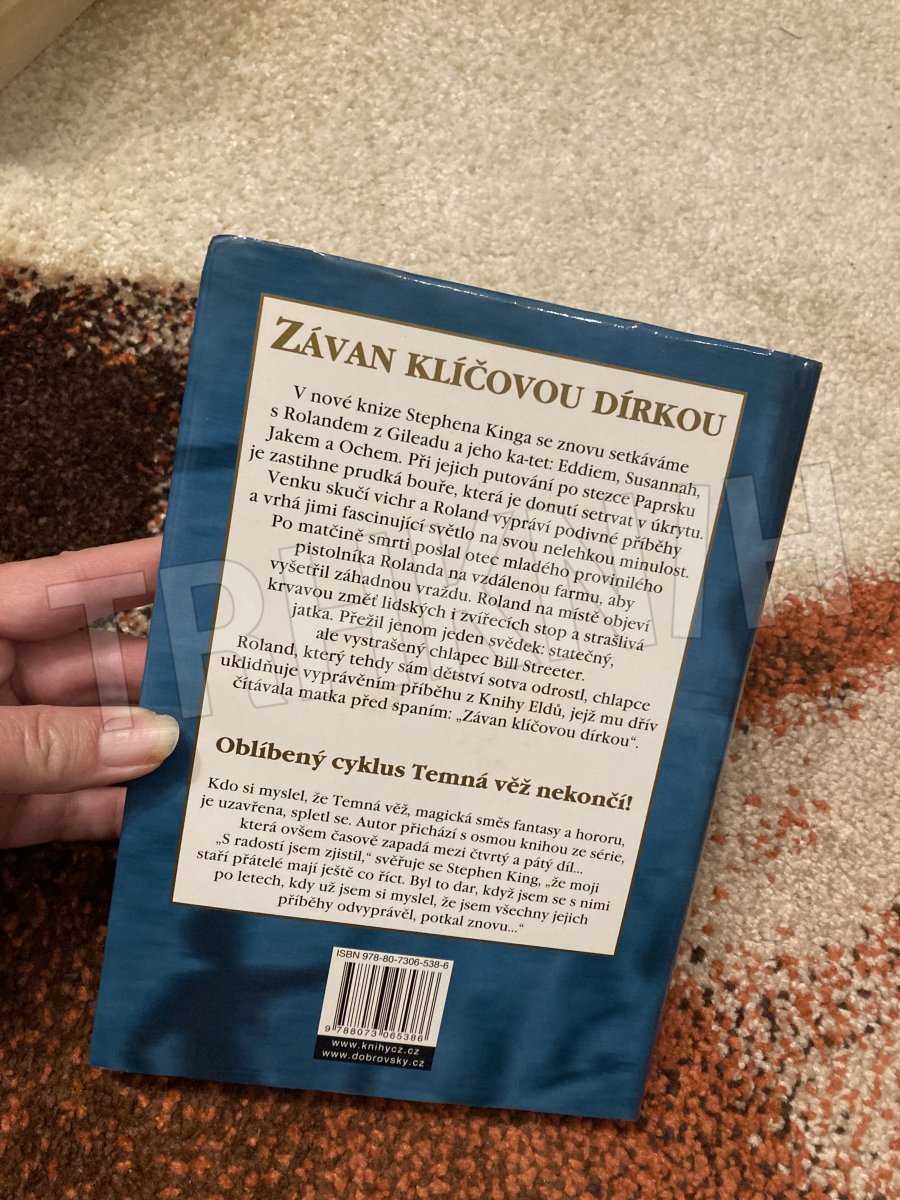 ZÁVAN KLÍČOVOU DÍRKOU
V nové knize Stephena Kinga se znovu setkáváme
s Rolandem z Gileadu a jeho ka-tet: Eddiem, Susannah,
Jakem a Ochem. Při jejich putování po stezce Paprsku
je zastihne prudká bouře, která je donutí setrvat v úkrytu.
Venku skučí vichr a Roland vypráví podivné příběhy
a vrhá jimi fascinující světlo na svou nelehkou minulost.
Po matčině smrti poslal otec mladého provinilého
pistolníka Rolanda na vzdálenou farmu, aby
vyšetřil záhadnou vraždu. Roland na místě objeví
krvavou změť lidských i zvířecích stop a strašlivá
jatka. Přežil jenom jeden svědek: statečný,
ale vystrašený chlapec Bill Streeter.
Roland, který tehdy sám dětství sotva odrostl, chlapce
uklidňuje vyprávěním příběhu z Knihy Eldů, jejž mu dřív
čítávala matka před spaním: „Závan klíčovou dírkou“.
Oblíbený cyklus Temná věž nekončí!
Kdo si myslel, že Temná věž, magická směs fantasy a hororu,
je uzavřena, spletl se. Autor přichází s osmou knihou ze série,
která ovšem časově zapadá mezi čtvrtý a pátý díl...
„S radostí jsem zjistil,“ svěřuje se Stephen King, „že moji
staří přátelé mají ještě co říct. Byl to dar, když jsem se s nimi
po letech, kdy už jsem si myslel, že jsem všechny jejich
příběhy odvyprávěl, potkal znovu...“
ISBN 978-80-7306-538-6
9 788073 065386
www.knihycz.cz
www.dobrovsky.cz
TRHKNIH